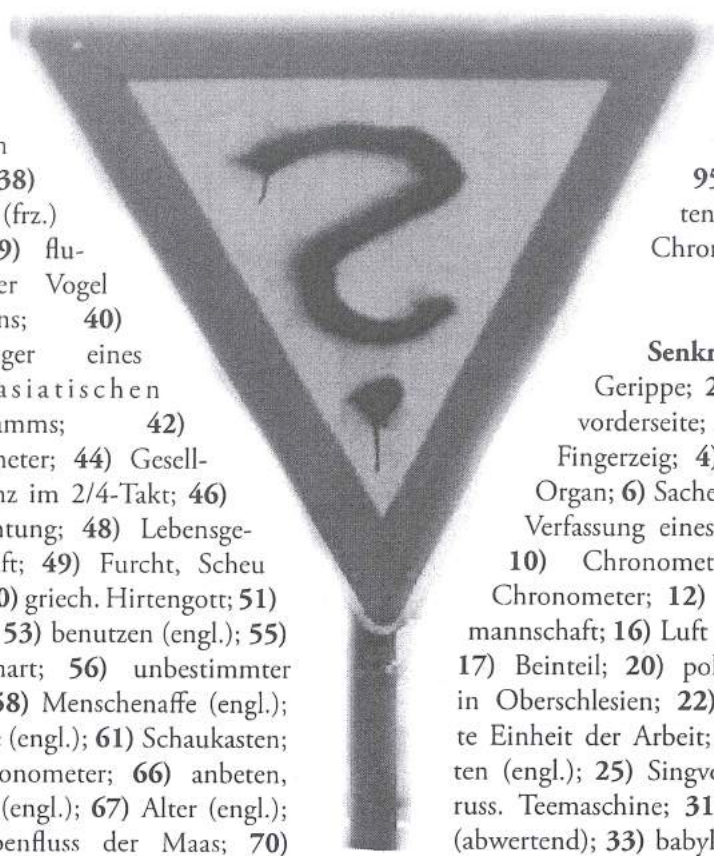 ?
38)
(frz.)
9) flu-
er Vogel
ns; 40)
ger eines
asiatischen
amms; 42)
meter; 44) Gesell-
nz im 2/4-Takt; 46)
htung; 48) Lebensge-
ft; 49) Furcht, Scheu
0) griech. Hirtengott; 51)
53) benutzen (engl.); 55)
nart; 56) unbestimmter
58) Menschenaffe (engl.);
e (engl.); 61) Schaukasten;
onometer; 66) anbeten,
(engl.); 67) Alter (engl.);
benfluss der Maas; 70)
95
ten
Chron
Senkr
Gerippe; 2
vorderseite;
Fingerzeig; 4)
Organ; 6) Sache
Verfassung eines
10) Chronomet
Chronometer; 12)
mannschaft; 16) Luft
17) Beinteil; 20) pol
in Oberschlesien; 22)
te Einheit der Arbeit;
ten (engl.); 25) Singvo
russ. Teemaschine; 31
(abwertend); 33) babyl